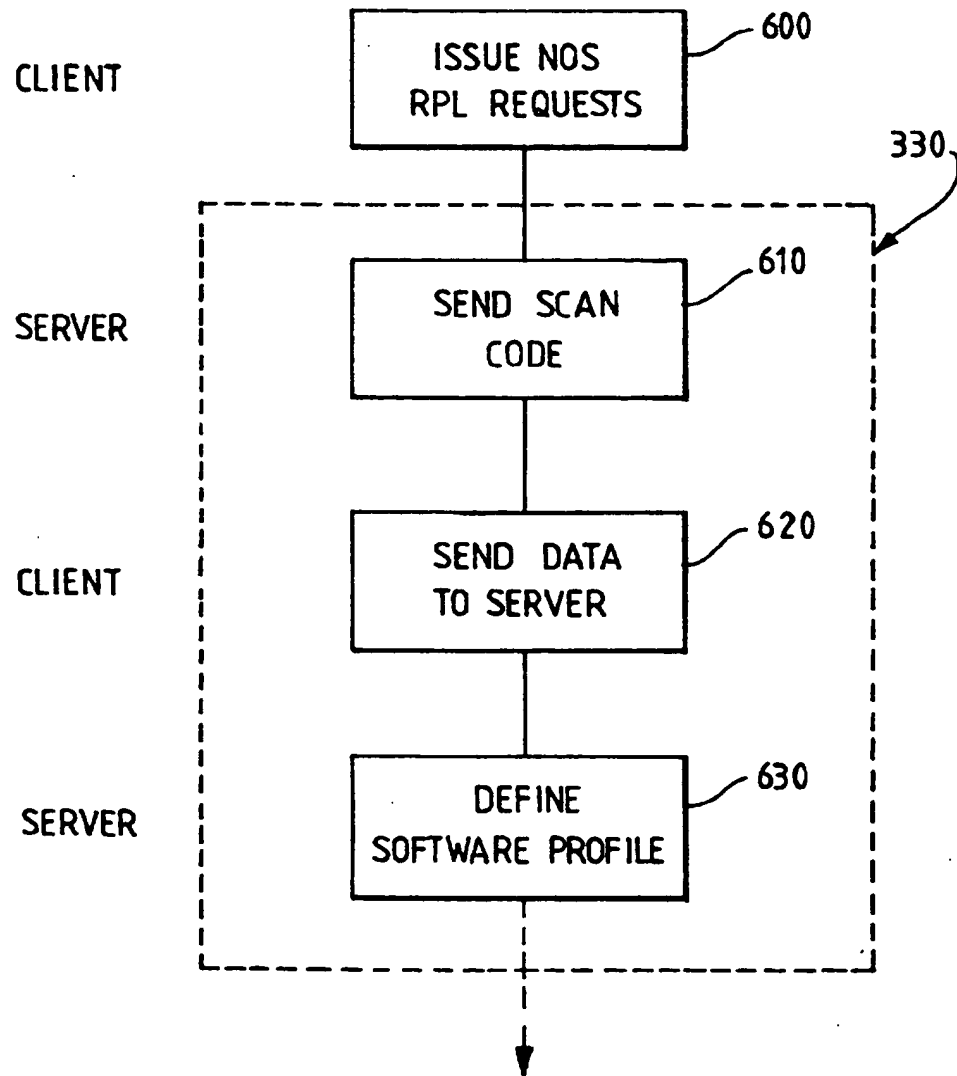 600
CLIENT
ISSUE NOS
RPL REQUESTS
330
610
SERVER
SEND SCAN
CODE
620
CLIENT
SEND DATA
TO SERVER
630
SERVER
DEFINE
SOFTWARE PROFILE